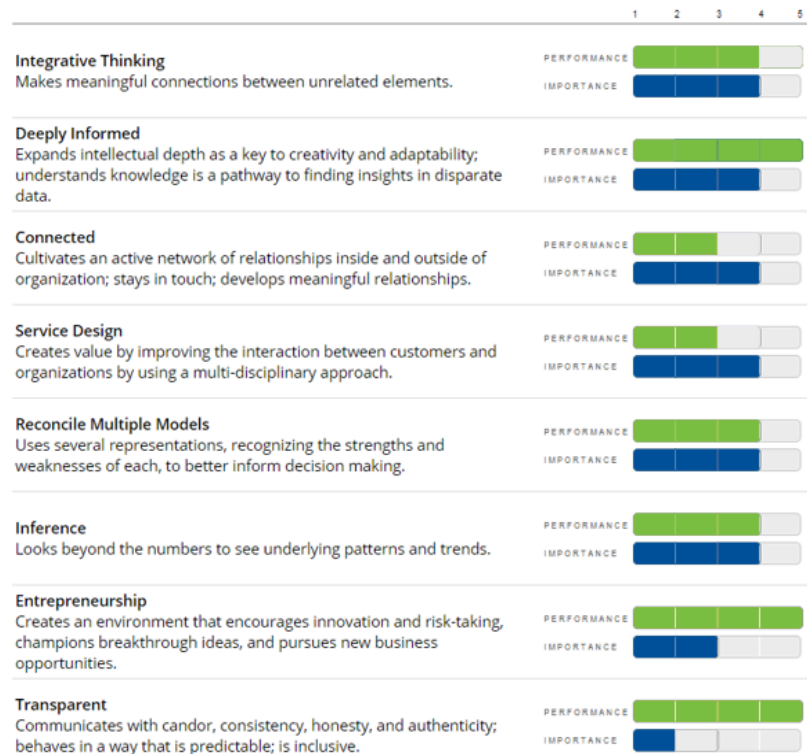 1 2 3 4 5
Integrative Thinking
Makes meaningful connections between unrelated elements.
PERFORMANCE
IMPORTANCE
Deeply Informed
Expands intellectual depth as a key to creativity and adaptability;
understands knowledge is a pathway to finding insights in disparate
data.
PERFORMANCE
IMPORTANCE
Connected
Cultivates an active network of relationships inside and outside of
organization; stays in touch; develops meaningful relationships.
PERFORMANCE
IMPORTANCE
Service Design
Creates value by improving the interaction between customers and
organizations by using a multi-disciplinary approach.
PERFORMANCE
IMPORTANCE
Reconcile Multiple Models
Uses several representations, recognizing the strengths and
weaknesses of each, to better inform decision making.
PERFORMANCE
IMPORTANCE
Inference
Looks beyond the numbers to see underlying patterns and trends.
PERFORMANCE
IMPORTANCE
Entrepreneurship
Creates an environment that encourages innovation and risk-taking,
champions breakthrough ideas, and pursues new business
opportunities.
PERFORMANCE
IMPORTANCE
Transparent
Communicates with candor, consistency, honesty, and authenticity;
behaves in a way that is predictable; is inclusive.
PERFORMANCE
IMPORTANCE